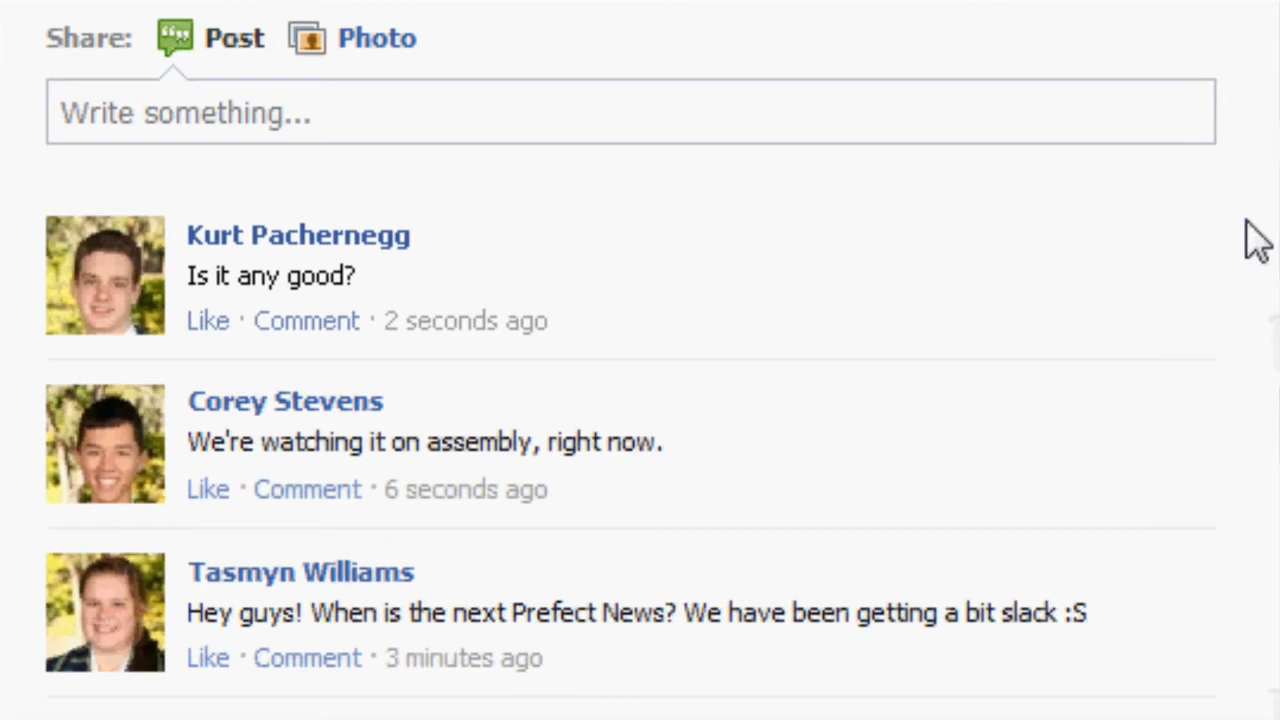 Share: Post Photo
Write something...
Kurt Pachernegg
Is it any good?
Like · Comment · 2 seconds ago
Corey Stevens
We're watching it on assembly, right now.
Like · Comment · 6 seconds ago
Tasmyn Williams
Hey guys! When is the next Prefect News? We have been getting a bit slack :S
Like · Comment · 3 minutes ago